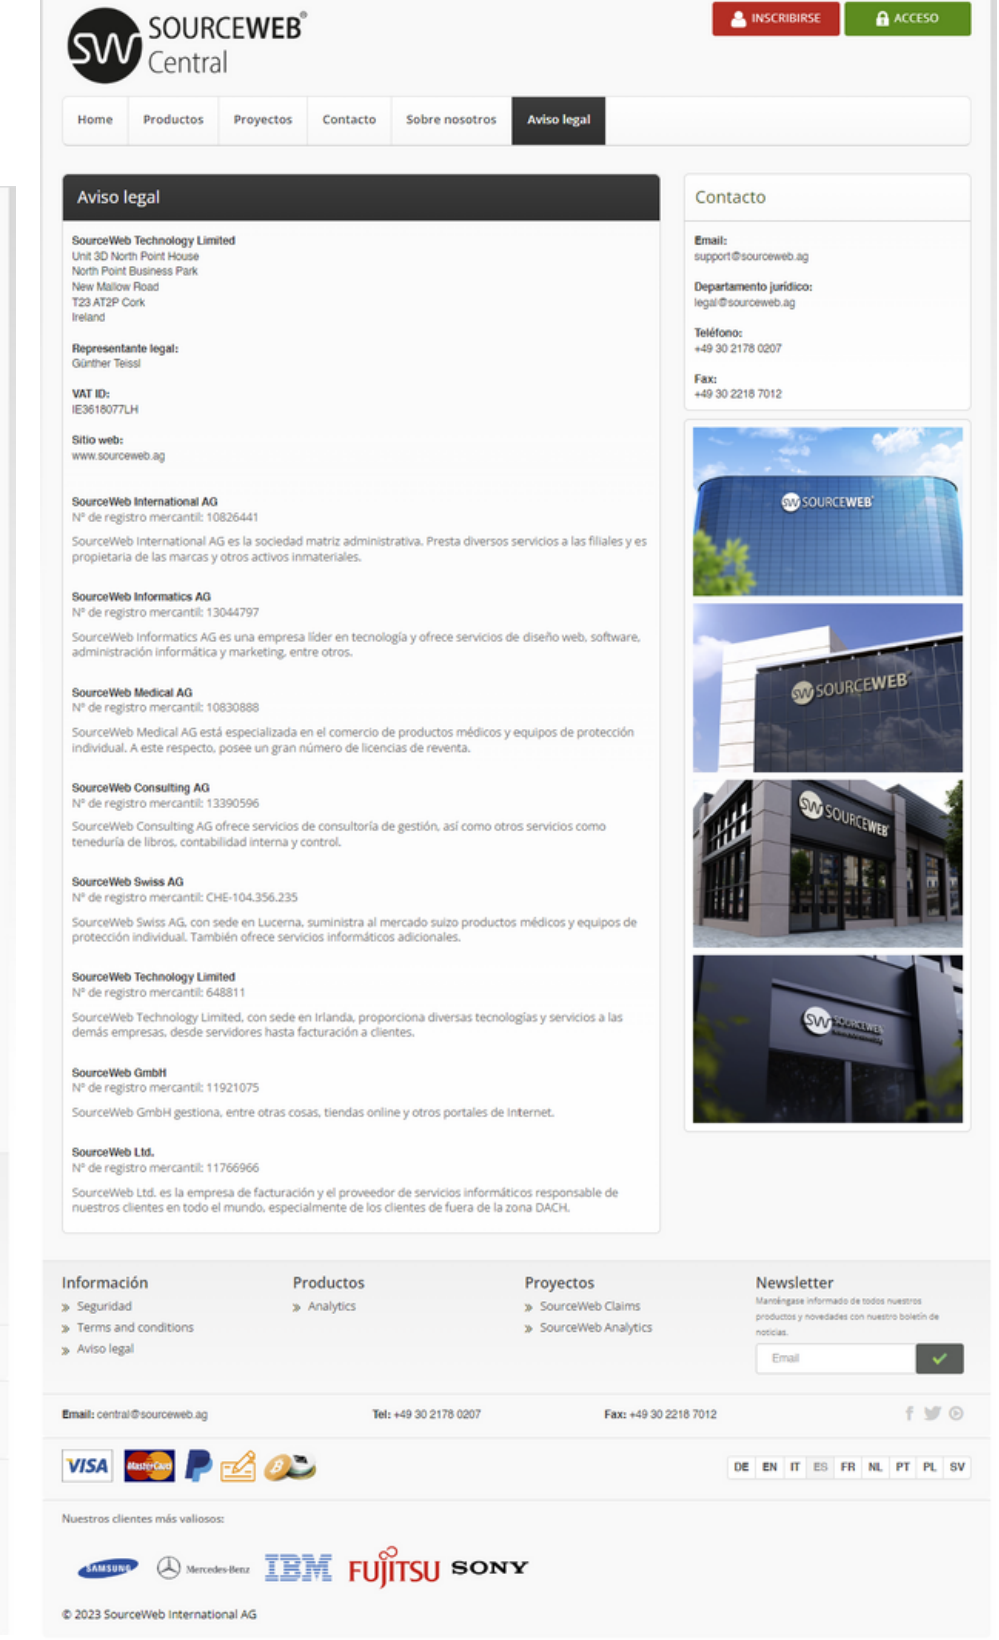 SOURCEWEB®
Central
INSCRIBIRSE
ACCESO
Home
Productos
Proyectos
Contacto
Sobre nosotros
Aviso legal
Aviso legal
SourceWeb Technology Limited
Unit 3D North Point House
North Point Business Park
New Mallow Road
T23 AT2P Cork
Ireland
Representante legal:
Günther Teissl
VAT ID:
IE3618077LH
Sitio web:
www.sourceweb.ag
SourceWeb International AG
Nº de registro mercantil: 10826441
SourceWeb International AG es la sociedad matriz administrativa. Presta diversos servicios a las filiales y es
propietaria de las marcas y otros activos inmateriales.
SourceWeb Informatics AG
Nº de registro mercantil: 13044797
SourceWeb Informatics AG es una empresa líder en tecnología y ofrece servicios de diseño web, software,
administración informática y marketing, entre otros.
SourceWeb Medical AG
Nº de registro mercantil: 10830888
SourceWeb Medical AG está especializada en el comercio de productos médicos y equipos de protección
individual. A este respecto, posee un gran número de licencias de reventa.
SourceWeb Consulting AG
Nº de registro mercantil: 13390596
SourceWeb Consulting AG ofrece servicios de consultoría de gestión, así como otros servicios como
teneduría de libros, contabilidad interna y control.
SourceWeb Swiss AG
Nº de registro mercantil: CHE-104.356.235
SourceWeb Swiss AG, con sede en Lucerna, suministra al mercado suizo productos médicos y equipos de
protección individual. También ofrece servicios informáticos adicionales.
SourceWeb Technology Limited
Nº de registro mercantil: 648811
SourceWeb Technology Limited, con sede en Irlanda, proporciona diversas tecnologías y servicios a las
demás empresas, desde servidores hasta facturación a clientes.
SourceWeb GmbH
Nº de registro mercantil: 11921075
SourceWeb GmbH gestiona, entre otras cosas, tiendas online y otros portales de Internet.
SourceWeb Ltd.
Nº de registro mercantil: 11766966
SourceWeb Ltd. es la empresa de facturación y el proveedor de servicios informáticos responsable de
nuestros clientes en todo el mundo, especialmente de los clientes de fuera de la zona DACH.
Contacto
Email:
support@sourceweb.ag
Departamento jurídico:
legal@sourceweb.ag
Teléfono:
+49 30 2178 0207
Fax:
+49 30 2218 7012
SW SOURCEWEB
SW SOURCEWEB
SW SOURCEWEB
SW SOURCEWEB
Información
Seguridad
Terms and conditions
Aviso legal
Productos
Analytics
Proyectos
SourceWeb Claims
SourceWeb Analytics
Newsletter
Manténgase informado de todos nuestros
productos y novedades con nuestro boletín de
noticias.
Email
Email: central@sourceweb.ag
Tel: +49 30 2178 0207
Fax: +49 30 2218 7012
VISA
MasterCard
DE EN IT ES FR NL PT PL SV
Nuestros clientes más valiosos:
SAMSUNG
Mercedes-Benz
IBM
FUJITSU
SONY
© 2023 SourceWeb International AG